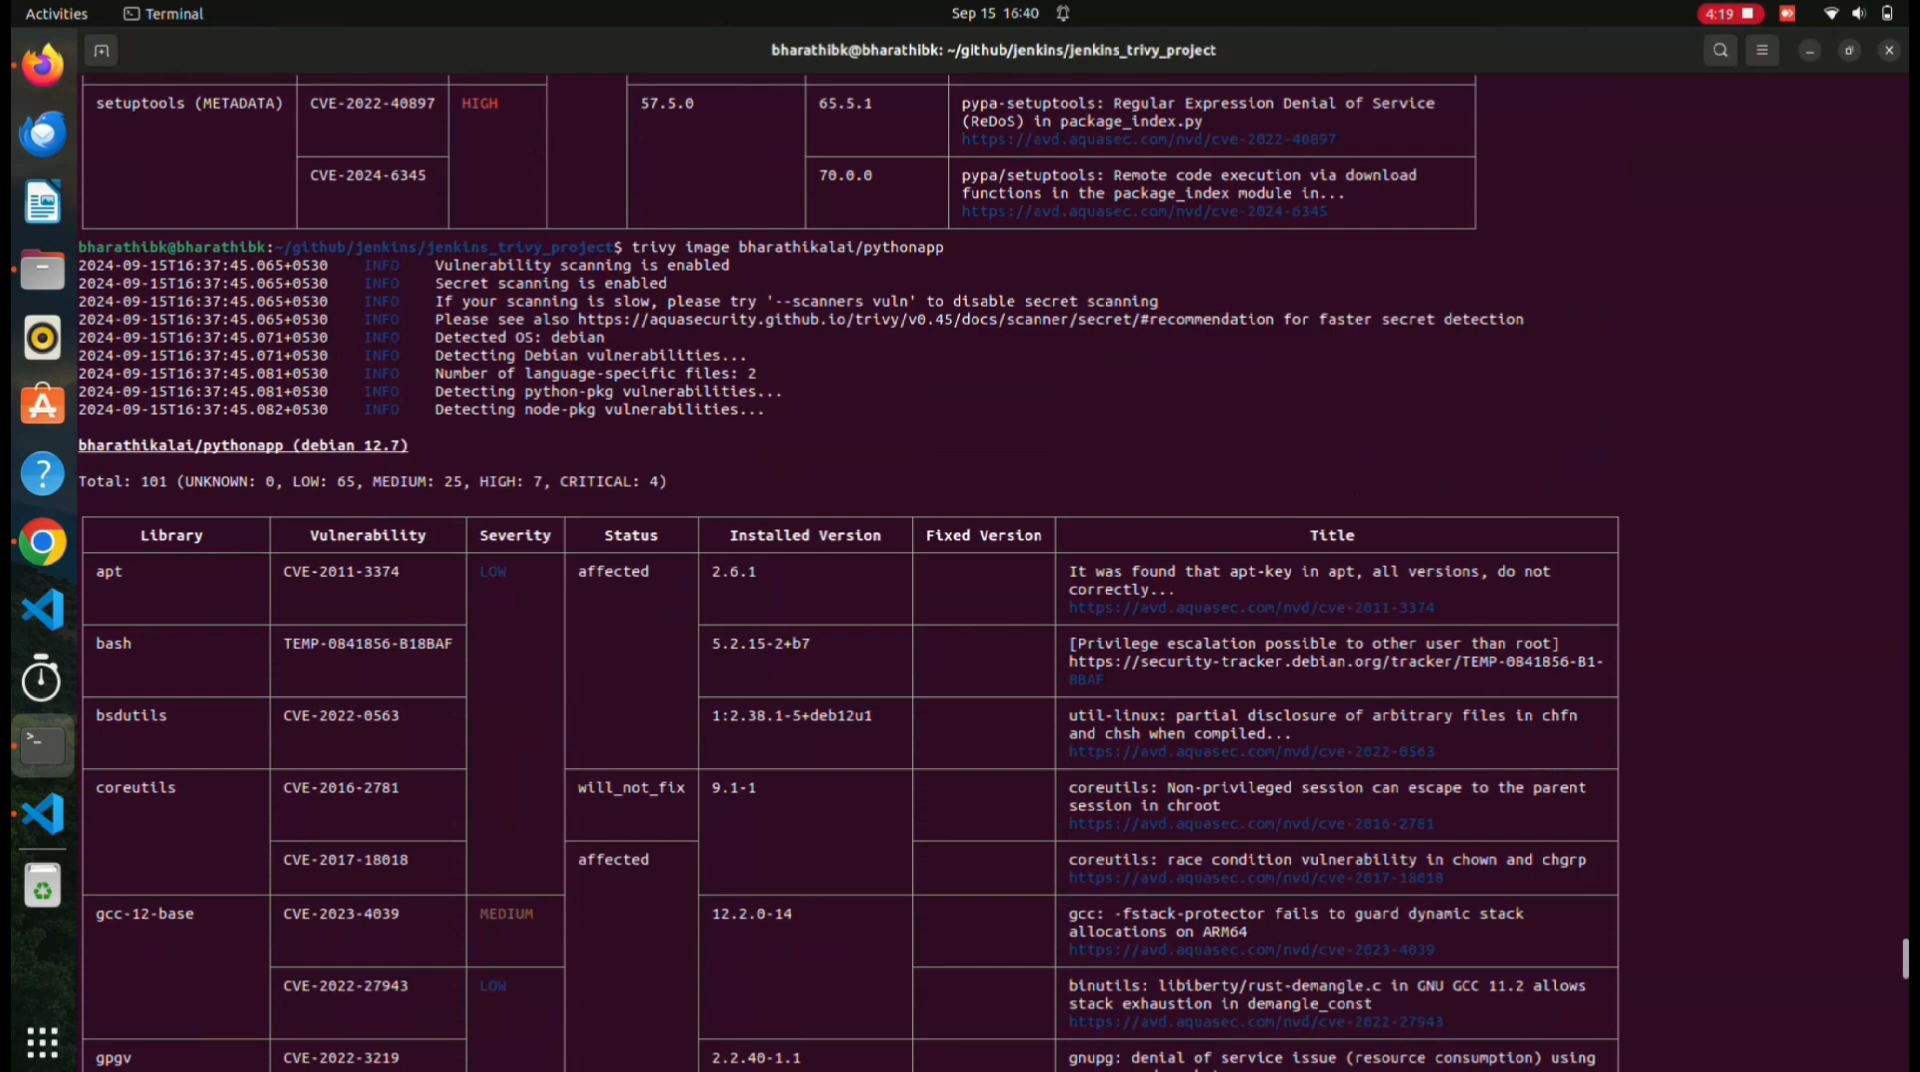 Activities Terminal Sep 15 16:40 4:19
bharathibk@bharathibk: ~/github/jenkins/jenkins_trivy_project
setuptools (METADATA) CVE-2022-40897 HIGH 57.5.0 65.5.1 pypa-setuptools: Regular Expression Denial of Service
(ReDoS) in package_index.py
https://avd.aquasec.com/nvd/cve-2022-40897
CVE-2024-6345 70.0.0 pypa/setuptools: Remote code execution via download
functions in the package_index module in...
https://avd.aquasec.com/nvd/cve-2024-6345
bharathibk@bharathibk:~/github/jenkins/jenkins_trivy_project$ trivy image bharathikalai/pythonapp
2024-09-15T16:37:45.065+0530 INFO Vulnerability scanning is enabled
2024-09-15T16:37:45.065+0530 INFO Secret scanning is enabled
2024-09-15T16:37:45.065+0530 INFO If your scanning is slow, please try '--scanners vuln' to disable secret scanning
2024-09-15T16:37:45.065+0530 INFO Please see also https://aquasecurity.github.io/trivy/v0.45/docs/scanner/secret/#recommendation for faster secret detection
2024-09-15T16:37:45.071+0530 INFO Detected OS: debian
2024-09-15T16:37:45.071+0530 INFO Detecting Debian vulnerabilities...
2024-09-15T16:37:45.081+0530 INFO Number of language-specific files: 2
2024-09-15T16:37:45.081+0530 INFO Detecting python-pkg vulnerabilities...
2024-09-15T16:37:45.082+0530 INFO Detecting node-pkg vulnerabilities...
bharathikalai/pythonapp (debian 12.7)
Total: 101 (UNKNOWN: 0, LOW: 65, MEDIUM: 25, HIGH: 7, CRITICAL: 4)
Library Vulnerability Severity Status Installed Version Fixed Version Title
apt CVE-2011-3374 LOW affected 2.6.1 It was found that apt-key in apt, all versions, do not
correctly...
https://avd.aquasec.com/nvd/cve-2011-3374
bash TEMP-0841856-B18BAF 5.2.15-2+b7 [Privilege escalation possible to other user than root]
https://security-tracker.debian.org/tracker/TEMP-0841856-B1-
8BAF
bsdutils CVE-2022-0563 1:2.38.1-5+deb12u1 util-linux: partial disclosure of arbitrary files in chfn
and chsh when compiled...
https://avd.aquasec.com/nvd/cve-2022-0563
coreutils CVE-2016-2781 will_not_fix 9.1-1 coreutils: Non-privileged session can escape to the parent
session in chroot
https://avd.aquasec.com/nvd/cve-2016-2781
CVE-2017-18018 affected coreutils: race condition vulnerability in chown and chgrp
https://avd.aquasec.com/nvd/cve-2017-18018
gcc-12-base CVE-2023-4039 MEDIUM 12.2.0-14 gcc: -fstack-protector fails to guard dynamic stack
allocations on ARM64
https://avd.aquasec.com/nvd/cve-2023-4039
CVE-2022-27943 LOW binutils: libiberty/rust-demangle.c in GNU GCC 11.2 allows
stack exhaustion in demangle_const
https://avd.aquasec.com/nvd/cve-2022-27943
gpgv CVE-2022-3219 2.2.40-1.1 gnupg: denial of service issue (resource consumption) using